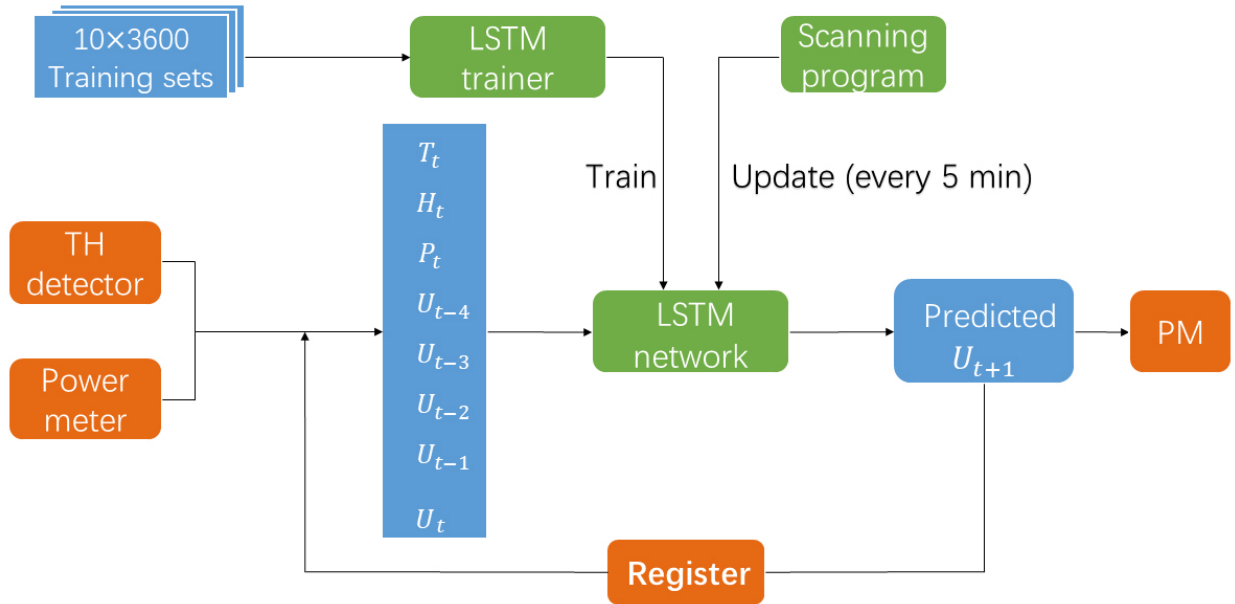 10×3600
Training sets
LSTM
trainer
Scanning
program
Train
Update (every 5 min)
TH
detector
Power
meter
T_t
H_t
P_t
U_{t−4}
U_{t−3}
U_{t−2}
U_{t−1}
U_t
LSTM
network
Predicted
U_{t+1}
PM
Register